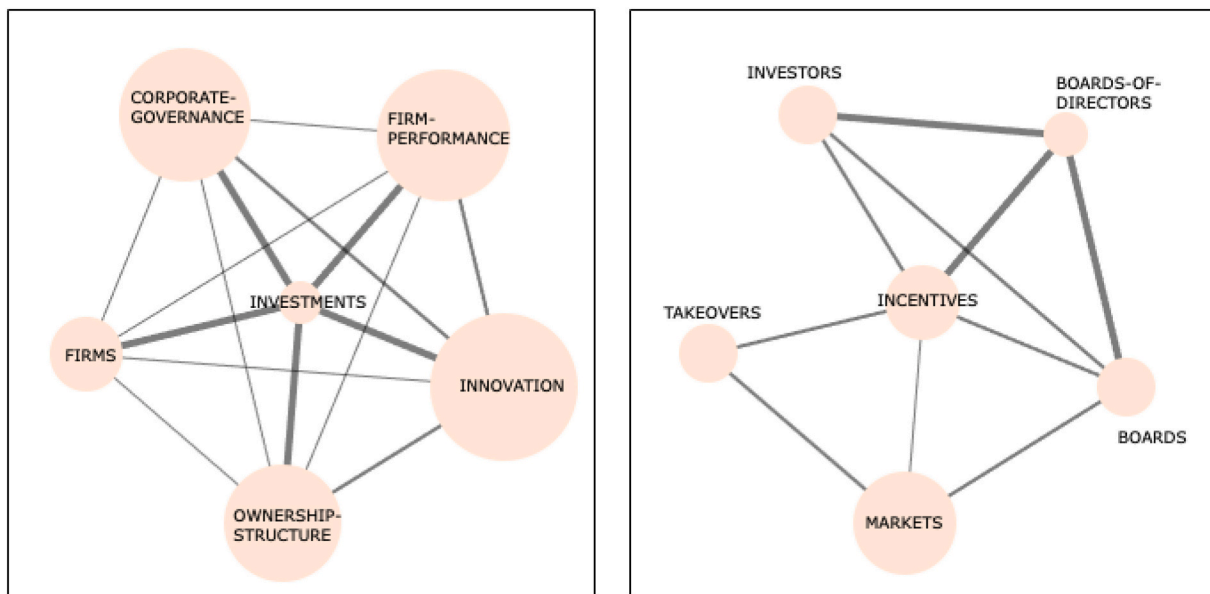 CORPORATE-
GOVERNANCE
FIRM-
PERFORMANCE
INVESTMENTS
FIRMS
INNOVATION
OWNERSHIP-
STRUCTURE
INVESTORS
BOARDS-OF-
DIRECTORS
INCENTIVES
TAKEOVERS
BOARDS
MARKETS